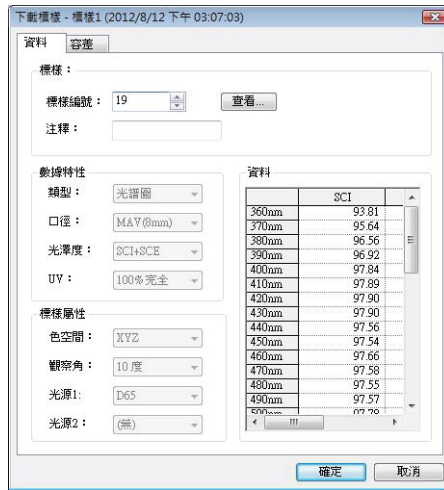 下載標樣 - 標樣1 (2012/8/12 下午 03:07:03)
資料 容差
標樣：
標樣編號： 19 查看...
注釋：
數據特性
類型： 光譜圖
口徑： MAV(8mm)
光澤度： SCI+SCE
UV： 100%完全
標樣屬性
色空間： XYZ
觀察角： 10 度
光源1: D65
光源2： (無)
資料
SCI
360nm 93.81
370nm 95.64
380nm 96.56
390nm 96.92
400nm 97.84
410nm 97.89
420nm 97.90
430nm 97.90
440nm 97.56
450nm 97.54
460nm 97.66
470nm 97.58
480nm 97.55
490nm 97.57
500nm 97.78
確定 取消